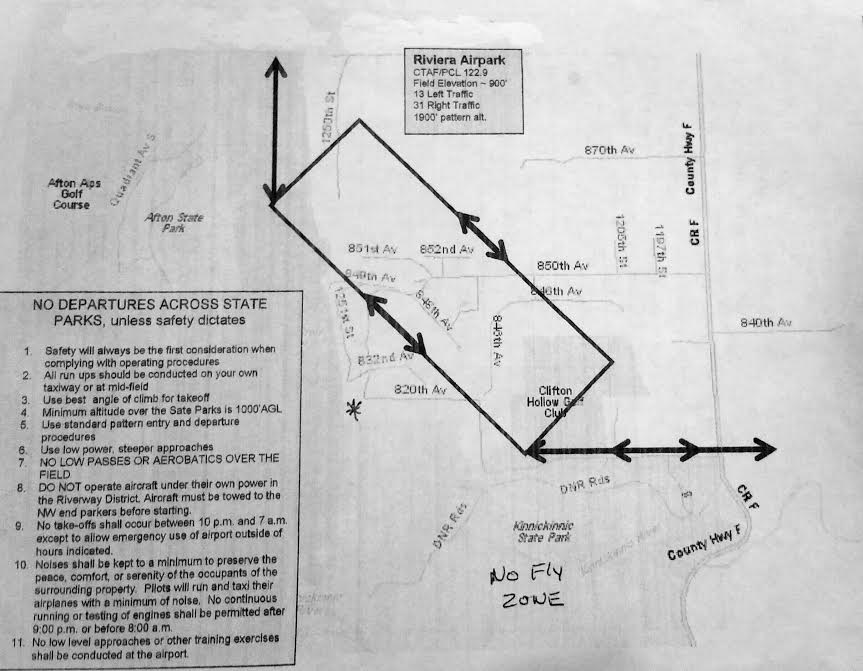 Riviera Airpark
CTAF/PCL 122.9
Field Elevation ~ 900'
13 Left Traffic
31 Right Traffic
1900' pattern alt.
1250th St
870th Av
County Hwy F
CR F
Quadrant Av S
Afton Alps
Golf
Course
Afton State
Park
1205th St
1197th St
851st Av
852nd Av
850th Av
849th Av
846th Av
845th Av
1251st St
840th Av
832nd Av
820th Av
Clifton
Hollow Golf
Club
NO DEPARTURES ACROSS STATE
PARKS, unless safety dictates
1. Safety will always be the first consideration when
complying with operating procedures
2. All run ups should be conducted on your own
taxiway or at mid-field
3. Use best angle of climb for takeoff
4. Minimum altitude over the Sate Parks is 1000'AGL
5. Use standard pattern entry and departure
procedures
6. Use low power, steeper approaches
7. NO LOW PASSES OR AEROBATICS OVER THE
FIELD
8. DO NOT operate aircraft under their own power in
the Riverway District. Aircraft must be towed to the
NW end parkers before starting.
9. No take-offs shall occur between 10 p.m. and 7 a.m.
except to allow emergency use of airport outside of
hours indicated.
10. Noises shall be kept to a minimum to preserve the
peace, comfort, or serenity of the occupants of the
surrounding property. Pilots will run and taxi their
airplanes with a minimum of noise. No continuous
running or testing of engines shall be permitted after
9:00 p.m. or before 8:00 a.m.
11. No low level approaches or other training exercises
shall be conducted at the airport.
DNR Rds
DNR Rds
CR F
Kinnickinnic
State Park
Kinnickinnic River
County Hwy F
No Fly
ZONE